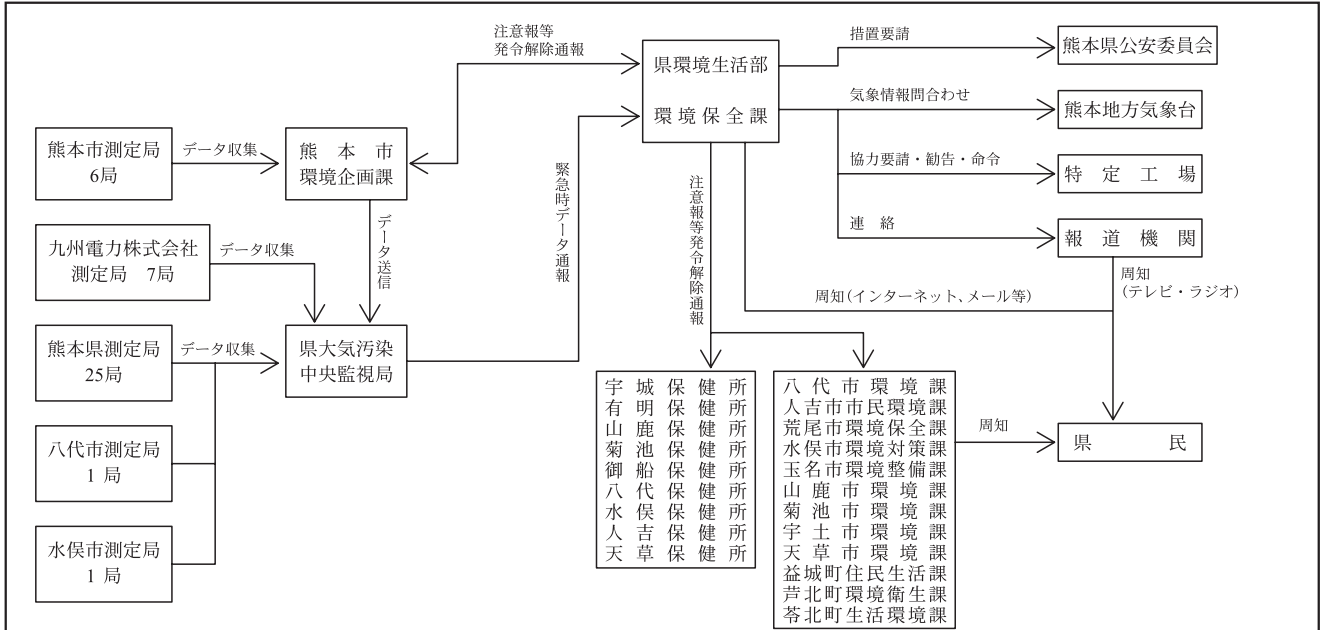 注意報等
発令解除通報
措置要請
熊本県公安委員会
県環境生活部
環境保全課
気象情報問合わせ
熊本地方気象台
熊本市測定局
6局
データ収集
熊本市
環境企画課
協力要請・勧告・命令
特定工場
緊急時データ通報
注意報等発令解除通報
九州電力株式会社
測定局 7局
データ収集
データ送信
連絡
報道機関
周知
(テレビ・ラジオ)
周知(インターネット、メール等)
熊本県測定局
25局
データ収集
県大気汚染
中央監視局
八代市測定局
1局
水俣市測定局
1局
宇城保健所
有明保健所
山鹿保健所
菊池保健所
御船保健所
八代保健所
水俣保健所
人吉保健所
天草保健所
八代市環境課
人吉市市民環境課
荒尾市環境保全課
水俣市環境対策課
玉名市環境整備課
山鹿市環境課
菊池市環境課
宇土市環境課
天草市環境課
益城町住民生活課
芦北町環境衛生課
苓北町生活環境課
周知
県民